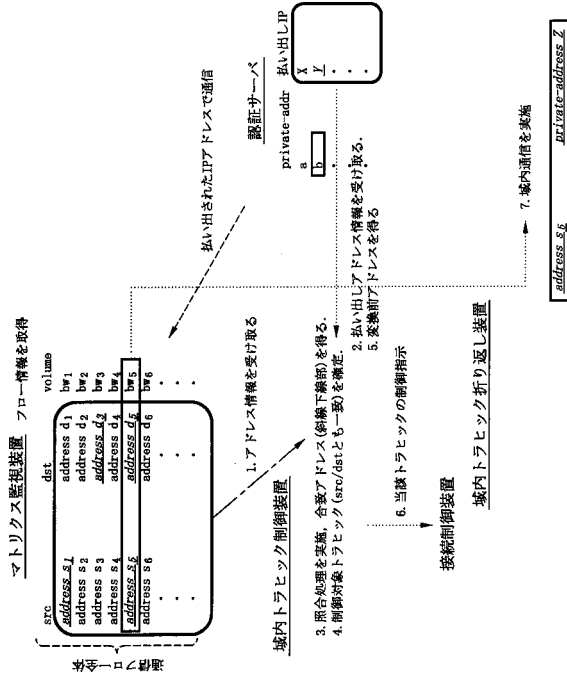 マトリクス監視装置 フロー情報を取得
src dst volume
address s1 address d1 bw1
address s2 address d2 bw2
address s3 address d3 bw3
address s4 address d4 bw4
address s5 address d5 bw5
address s6 address d6 bw6
通信フロー全体
払い出されたIPアドレスで通信
認証サーバ
private-addr 払い出しIP
a X
b Y
1. アドレス情報を受け取る
2. 払い出しアドレス情報を受け取る.
5. 変換前アドレスを得る
城内トラヒック制御装置
3. 照合処理を実施, 合致アドレス(斜線下線部)を得る.
4. 制御対象トラヒック(src/dstとも一致)を確定.
6. 当該トラヒックの制御指示
接続制御装置
城内トラヒック折り返し装置
7. 城内通信を実施
address s5 private-address Z